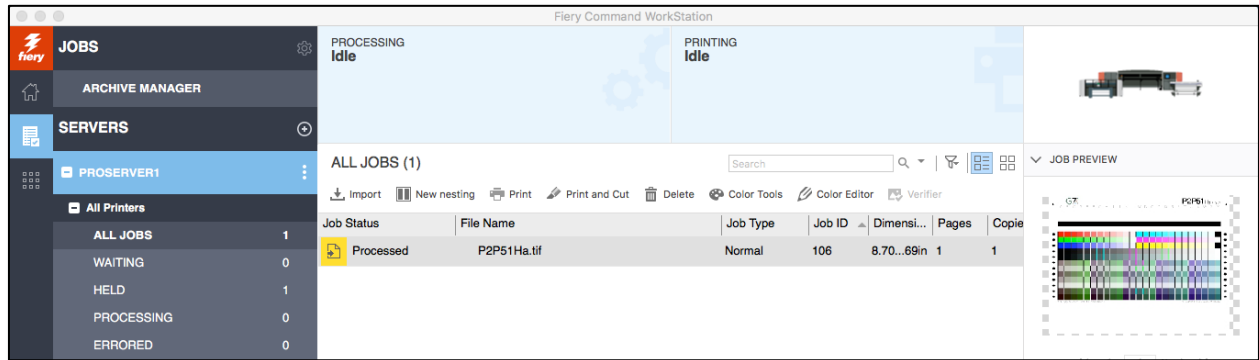 Fiery Command WorkStation
fiery
JOBS
ARCHIVE MANAGER
SERVERS
PROSERVER1
All Printers
ALL JOBS 1
WAITING 0
HELD 1
PROCESSING 0
ERRORED 0
PROCESSING
Idle
PRINTING
Idle
ALL JOBS (1)
Search
Import New nesting Print Print and Cut Delete Color Tools Color Editor Verifier
Job Status File Name Job Type Job ID Dimensi... Pages Copie
Processed P2P51Ha.tif Normal 106 8.70...69in 1 1
JOB PREVIEW
G7
P2P51